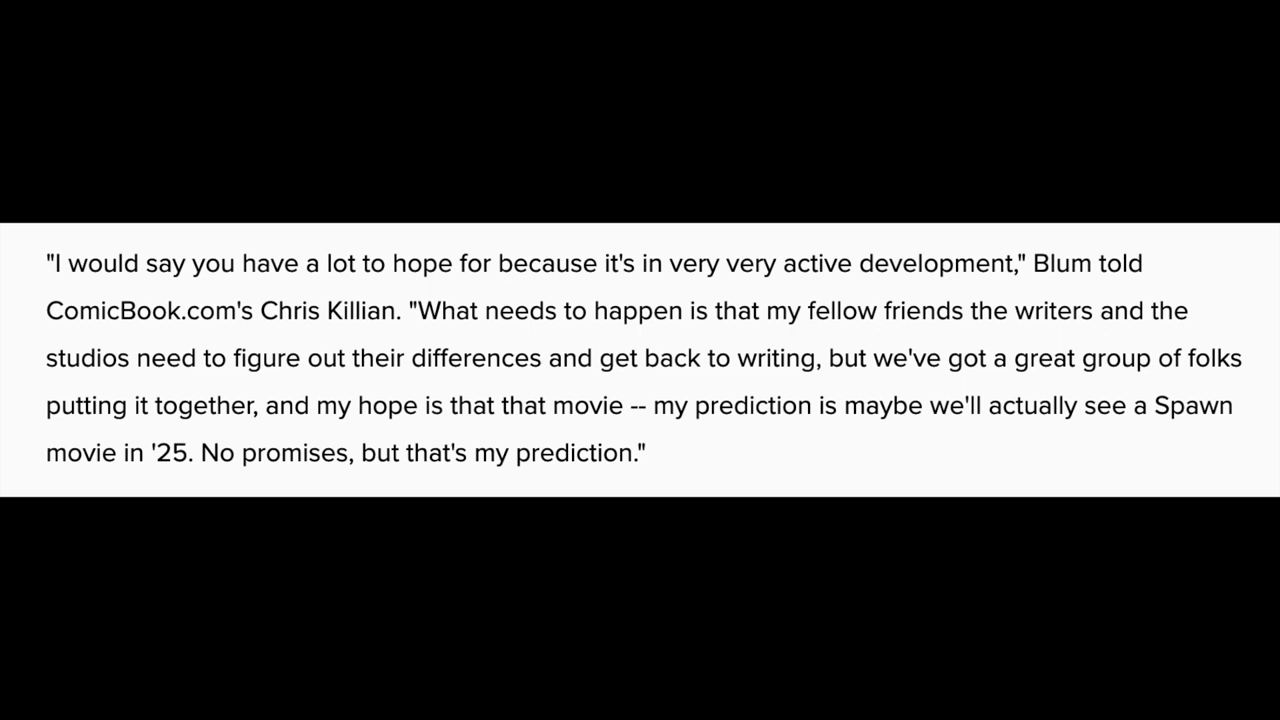 "I would say you have a lot to hope for because it's in very very active development," Blum told
ComicBook.com's Chris Killian. "What needs to happen is that my fellow friends the writers and the
studios need to figure out their differences and get back to writing, but we've got a great group of folks
putting it together, and my hope is that that movie -- my prediction is maybe we'll actually see a Spawn
movie in '25. No promises, but that's my prediction."